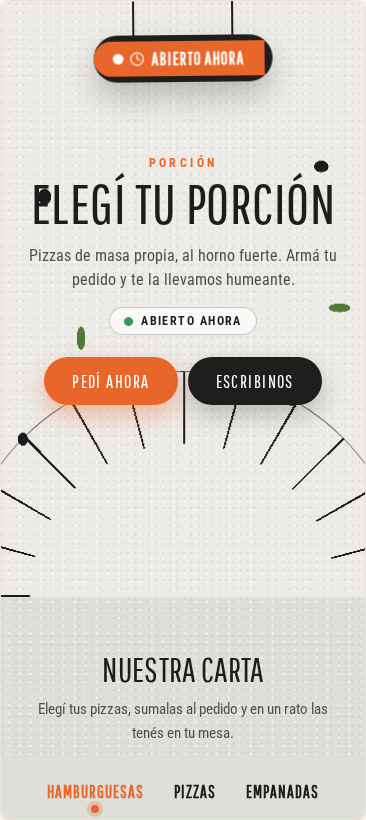 ABIERTO AHORA
PORCIÓN
ELEGÍ TU PORCIÓN
Pizzas de masa propia, al horno fuerte. Armá tu
pedido y te la llevamos humeante.
ABIERTO AHORA
PEDÍ AHORA
ESCRIBINOS
NUESTRA CARTA
Elegí tus pizzas, sumalas al pedido y en un rato las
tenés en tu mesa.
HAMBURGUESAS PIZZAS EMPANADAS